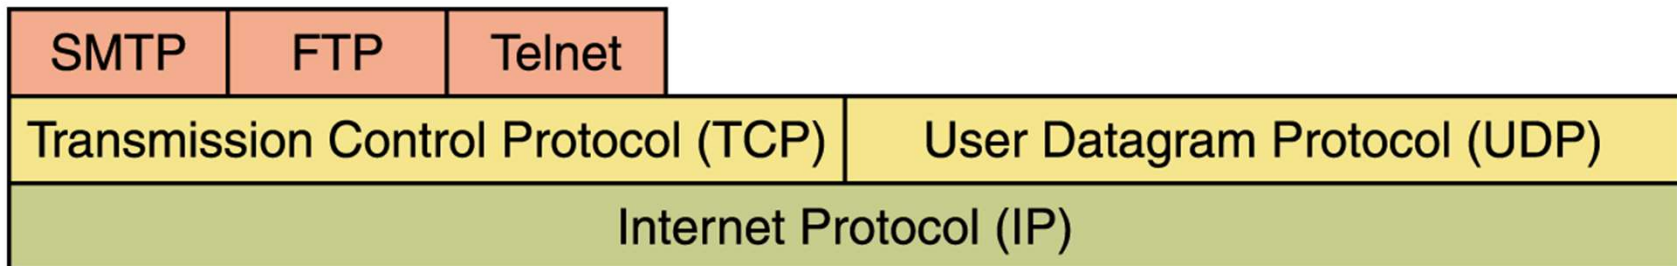 SMTP FTP Telnet
Transmission Control Protocol (TCP) User Datagram Protocol (UDP)
Internet Protocol (IP)